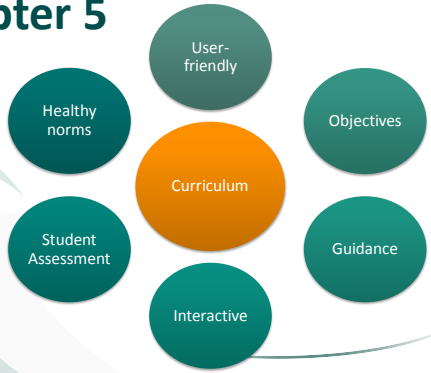 pter 5
User-
friendly
Healthy
norms
Objectives
Curriculum
Student
Assessment
Guidance
Interactive